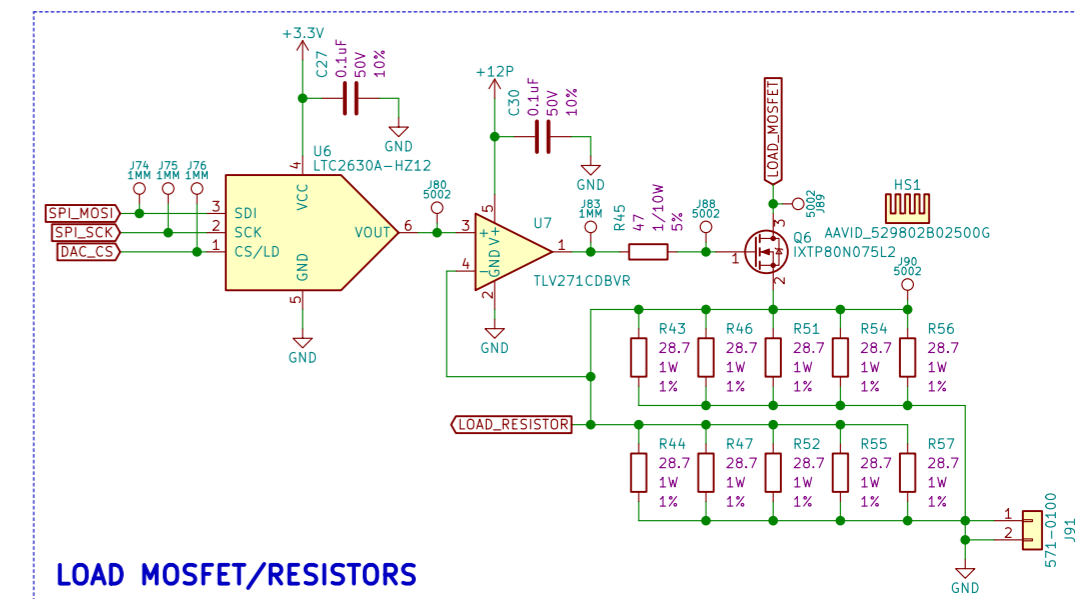 +3.3V
C27
0.1uF
50V
10%
GND
+12P
C30
0.1uF
50V
10%
GND
LOAD_MOSFET
5002
J89
HS1
AAVID_529802B02500G
U6
LTC2630A-HZ12
J74
1MM
J75
1MM
J76
1MM
SPI_MOSI
SPI_SCK
DAC_CS
3
2
1
4
5
6
SDI
SCK
CS/LD
VCC
GND
VOUT
GND
J80
5002
U7
TLV271CDBVR
3
4
5
2
1
+
-
V+
GND
GND
J83
1MM
R45
47
1/10W
5%
J88
5002
Q6
IXTP80N075L2
1
3
2
J90
5002
R43
28.7
1W
1%
R46
28.7
1W
1%
R51
28.7
1W
1%
R54
28.7
1W
1%
R56
28.7
1W
1%
LOAD_RESISTOR
R44
28.7
1W
1%
R47
28.7
1W
1%
R52
28.7
1W
1%
R55
28.7
1W
1%
R57
28.7
1W
1%
1
2
571-0100
J91
GND
LOAD MOSFET/RESISTORS